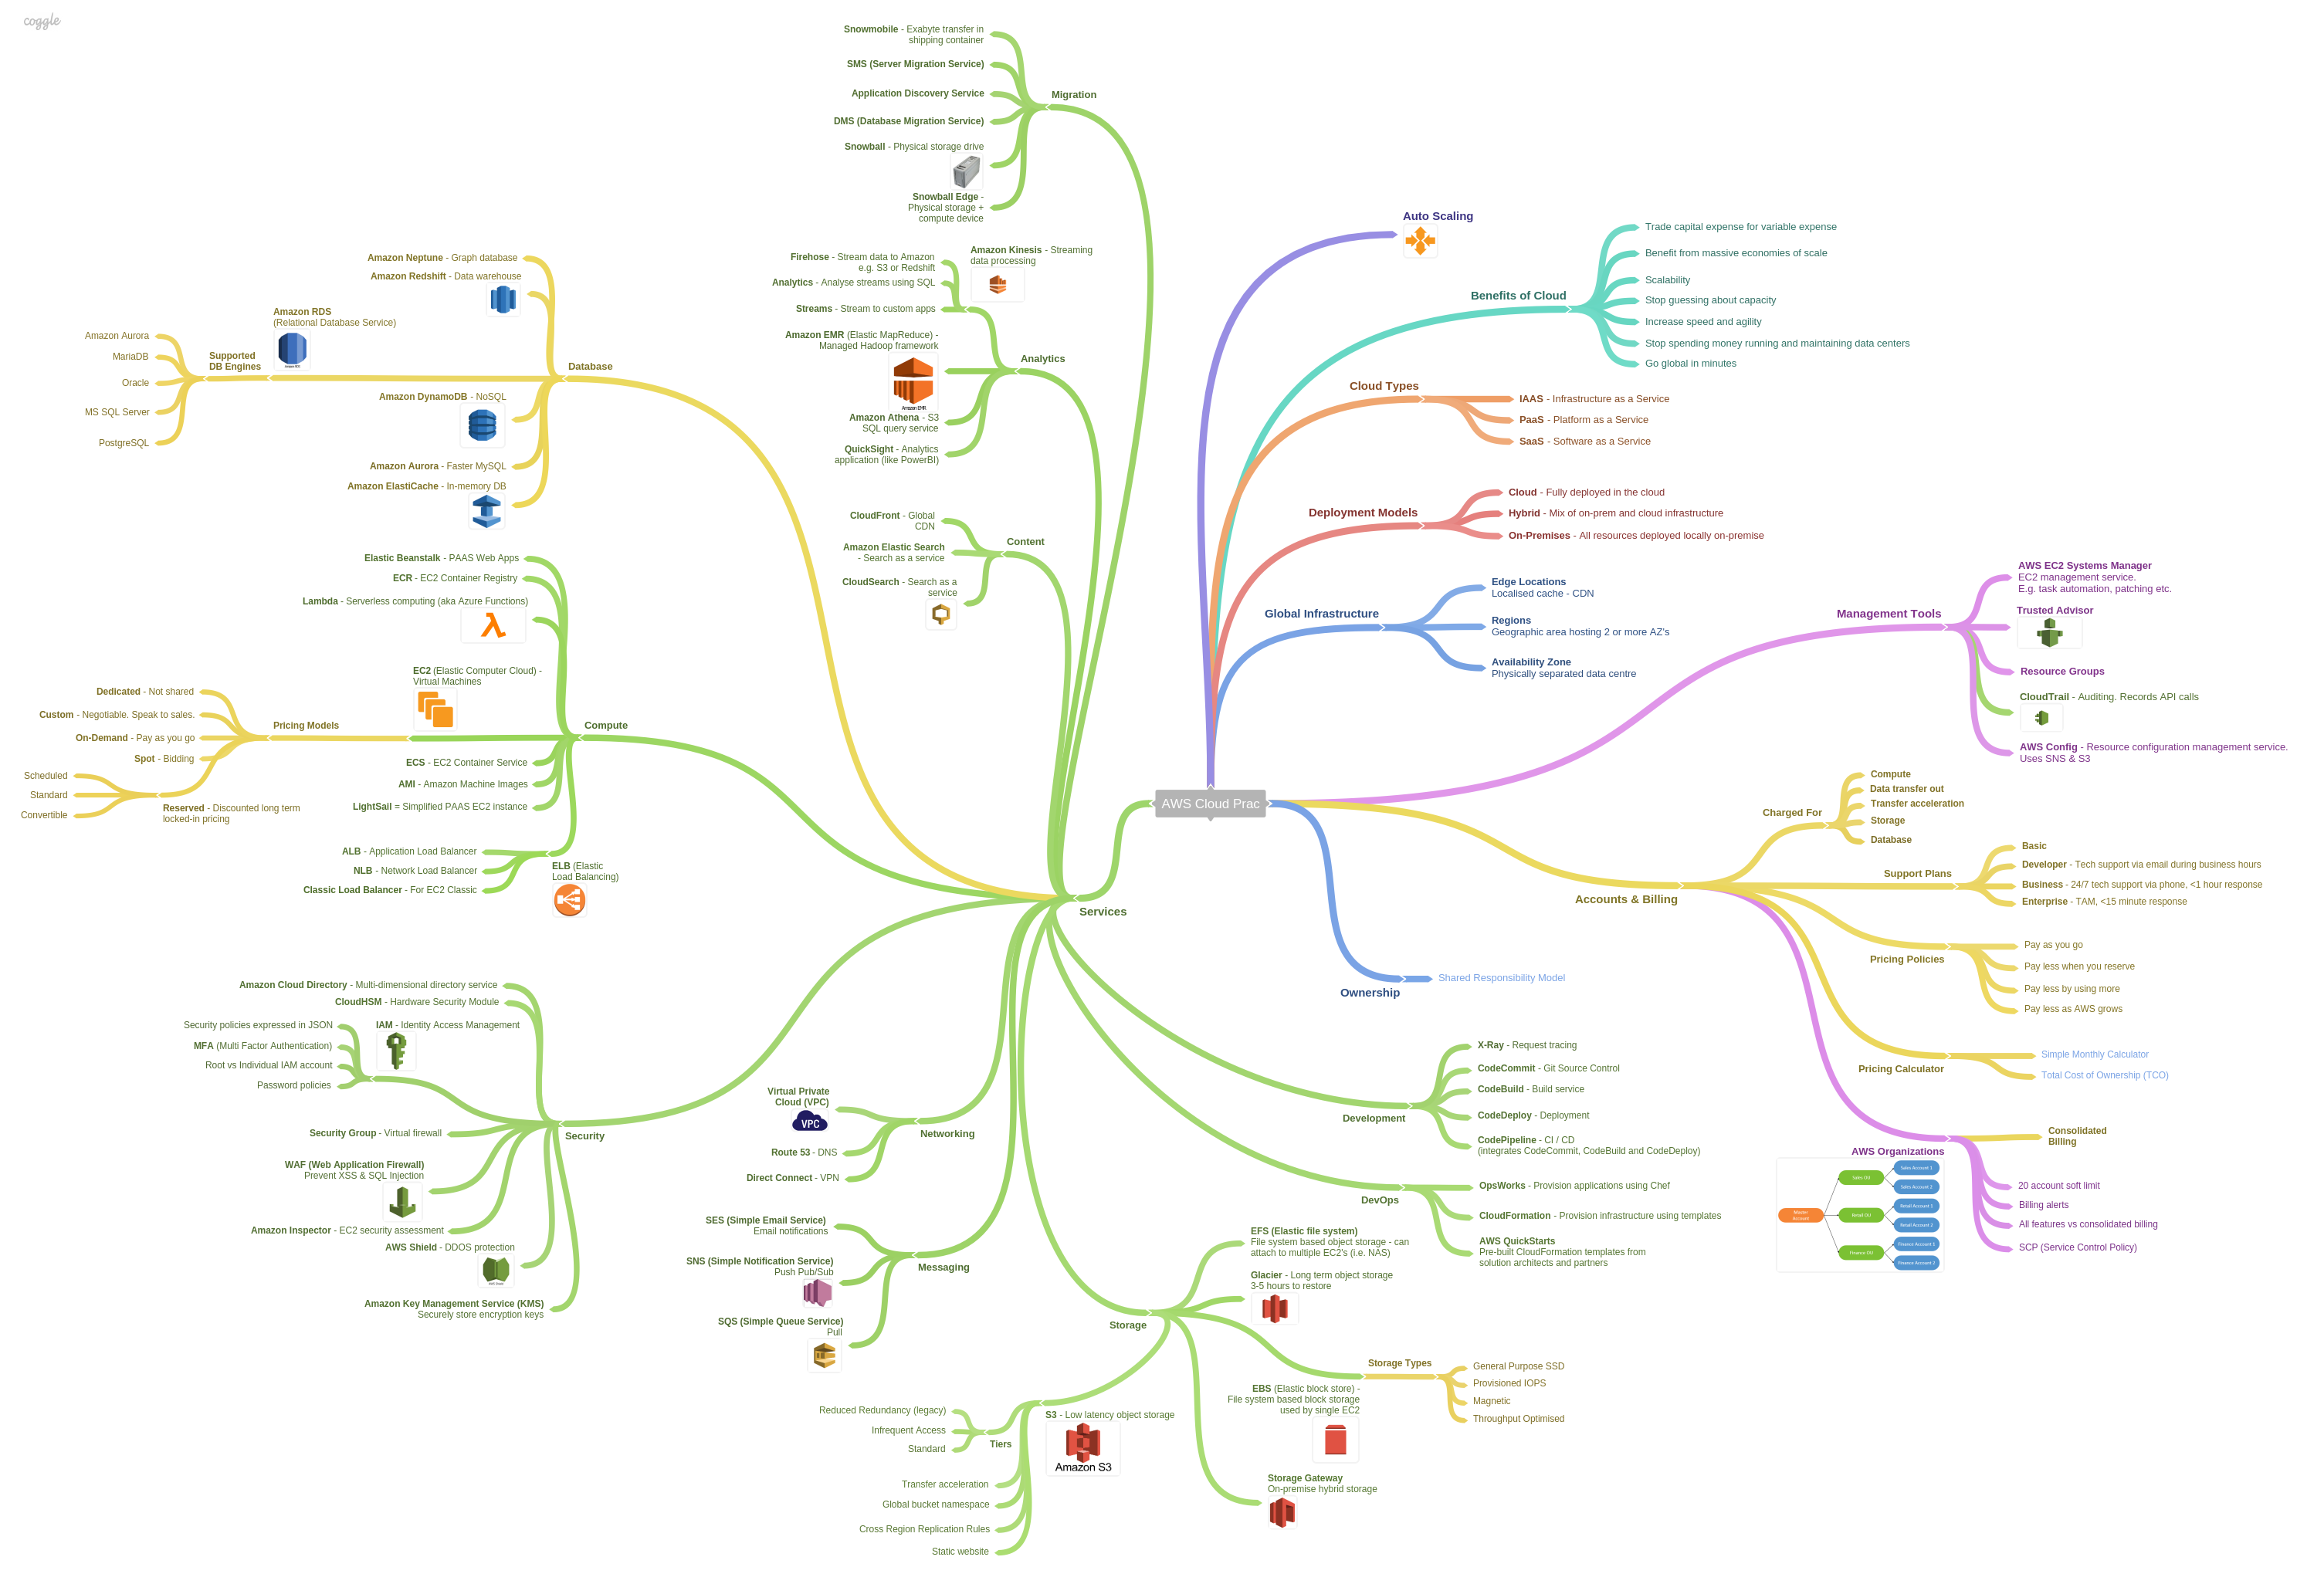 coggle
AWS Cloud Prac
Auto Scaling
Benefits of Cloud
Trade capital expense for variable expense
Benefit from massive economies of scale
Scalability
Stop guessing about capacity
Increase speed and agility
Stop spending money running and maintaining data centers
Go global in minutes
Cloud Types
IAAS - Infrastructure as a Service
PaaS - Platform as a Service
SaaS - Software as a Service
Deployment Models
Cloud - Fully deployed in the cloud
Hybrid - Mix of on-prem and cloud infrastructure
On-Premises - All resources deployed locally on-premise
Global Infrastructure
Edge Locations
Localised cache - CDN
Regions
Geographic area hosting 2 or more AZ's
Availability Zone
Physically separated data centre
Management Tools
AWS EC2 Systems Manager
EC2 management service.
E.g. task automation, patching etc.
Trusted Advisor
Resource Groups
CloudTrail - Auditing. Records API calls
AWS Config - Resource configuration management service.
Uses SNS & S3
Accounts & Billing
Charged For
Compute
Data transfer out
Transfer acceleration
Storage
Database
Support Plans
Basic
Developer - Tech support via email during business hours
Business - 24/7 tech support via phone, <1 hour response
Enterprise - TAM, <15 minute response
Pricing Policies
Pay as you go
Pay less when you reserve
Pay less by using more
Pay less as AWS grows
Pricing Calculator
Simple Monthly Calculator
Total Cost of Ownership (TCO)
AWS Organizations
Master
Account
Sales OU
Retail OU
Finance OU
Sales Account 1
Sales Account 2
Retail Account 2
Retail Account 2
Finance Account 1
Finance Account 2
Consolidated
Billing
20 account soft limit
Billing alerts
All features vs consolidated billing
SCP (Service Control Policy)
Ownership
Shared Responsibility Model
Services
Migration
Snowmobile - Exabyte transfer in
shipping container
SMS (Server Migration Service)
Application Discovery Service
DMS (Database Migration Service)
Snowball - Physical storage drive
Snowball Edge -
Physical storage +
compute device
Analytics
Amazon Kinesis - Streaming
data processing
Firehose - Stream data to Amazon
e.g. S3 or Redshift
Analytics - Analyse streams using SQL
Streams - Stream to custom apps
Amazon EMR (Elastic MapReduce) -
Managed Hadoop framework
Amazon EMR
Amazon Athena - S3
SQL query service
QuickSight - Analytics
application (like PowerBI)
Content
CloudFront - Global
CDN
Amazon Elastic Search
- Search as a service
CloudSearch - Search as a
service
Database
Amazon Neptune - Graph database
Amazon Redshift - Data warehouse
Amazon RDS
(Relational Database Service)
Amazon RDS
Supported
DB Engines
Amazon Aurora
MariaDB
Oracle
MS SQL Server
PostgreSQL
Amazon DynamoDB - NoSQL
Amazon Aurora - Faster MySQL
Amazon ElastiCache - In-memory DB
Compute
Elastic Beanstalk - PAAS Web Apps
ECR - EC2 Container Registry
Lambda - Serverless computing (aka Azure Functions)
EC2 (Elastic Computer Cloud) -
Virtual Machines
Pricing Models
Dedicated - Not shared
Custom - Negotiable. Speak to sales.
On-Demand - Pay as you go
Spot - Bidding
Reserved - Discounted long term
locked-in pricing
Scheduled
Standard
Convertible
ECS - EC2 Container Service
AMI - Amazon Machine Images
LightSail = Simplified PAAS EC2 instance
ELB (Elastic
Load Balancing)
ALB - Application Load Balancer
NLB - Network Load Balancer
Classic Load Balancer - For EC2 Classic
Security
Amazon Cloud Directory - Multi-dimensional directory service
CloudHSM - Hardware Security Module
IAM - Identity Access Management
Security policies expressed in JSON
MFA (Multi Factor Authentication)
Root vs Individual IAM account
Password policies
Security Group - Virtual firewall
WAF (Web Application Firewall)
Prevent XSS & SQL Injection
Amazon Inspector - EC2 security assessment
AWS Shield - DDOS protection
Amazon Key Management Service (KMS)
Securely store encryption keys
Networking
Virtual Private
Cloud (VPC)
VPC
Route 53 - DNS
Direct Connect - VPN
Messaging
SES (Simple Email Service)
Email notifications
SNS (Simple Notification Service)
Push Pub/Sub
SQS (Simple Queue Service)
Pull
Development
X-Ray - Request tracing
CodeCommit - Git Source Control
CodeBuild - Build service
CodeDeploy - Deployment
CodePipeline - CI / CD
(integrates CodeCommit, CodeBuild and CodeDeploy)
DevOps
OpsWorks - Provision applications using Chef
CloudFormation - Provision infrastructure using templates
AWS QuickStarts
Pre-built CloudFormation templates from
solution architects and partners
Storage
EFS (Elastic file system)
File system based object storage - can
attach to multiple EC2's (i.e. NAS)
Glacier - Long term object storage
3-5 hours to restore
EBS (Elastic block store) -
File system based block storage
used by single EC2
Storage Types
General Purpose SSD
Provisioned IOPS
Magnetic
Throughput Optimised
Storage Gateway
On-premise hybrid storage
S3 - Low latency object storage
Amazon S3
Tiers
Reduced Redundancy (legacy)
Infrequent Access
Standard
Transfer acceleration
Global bucket namespace
Cross Region Replication Rules
Static website